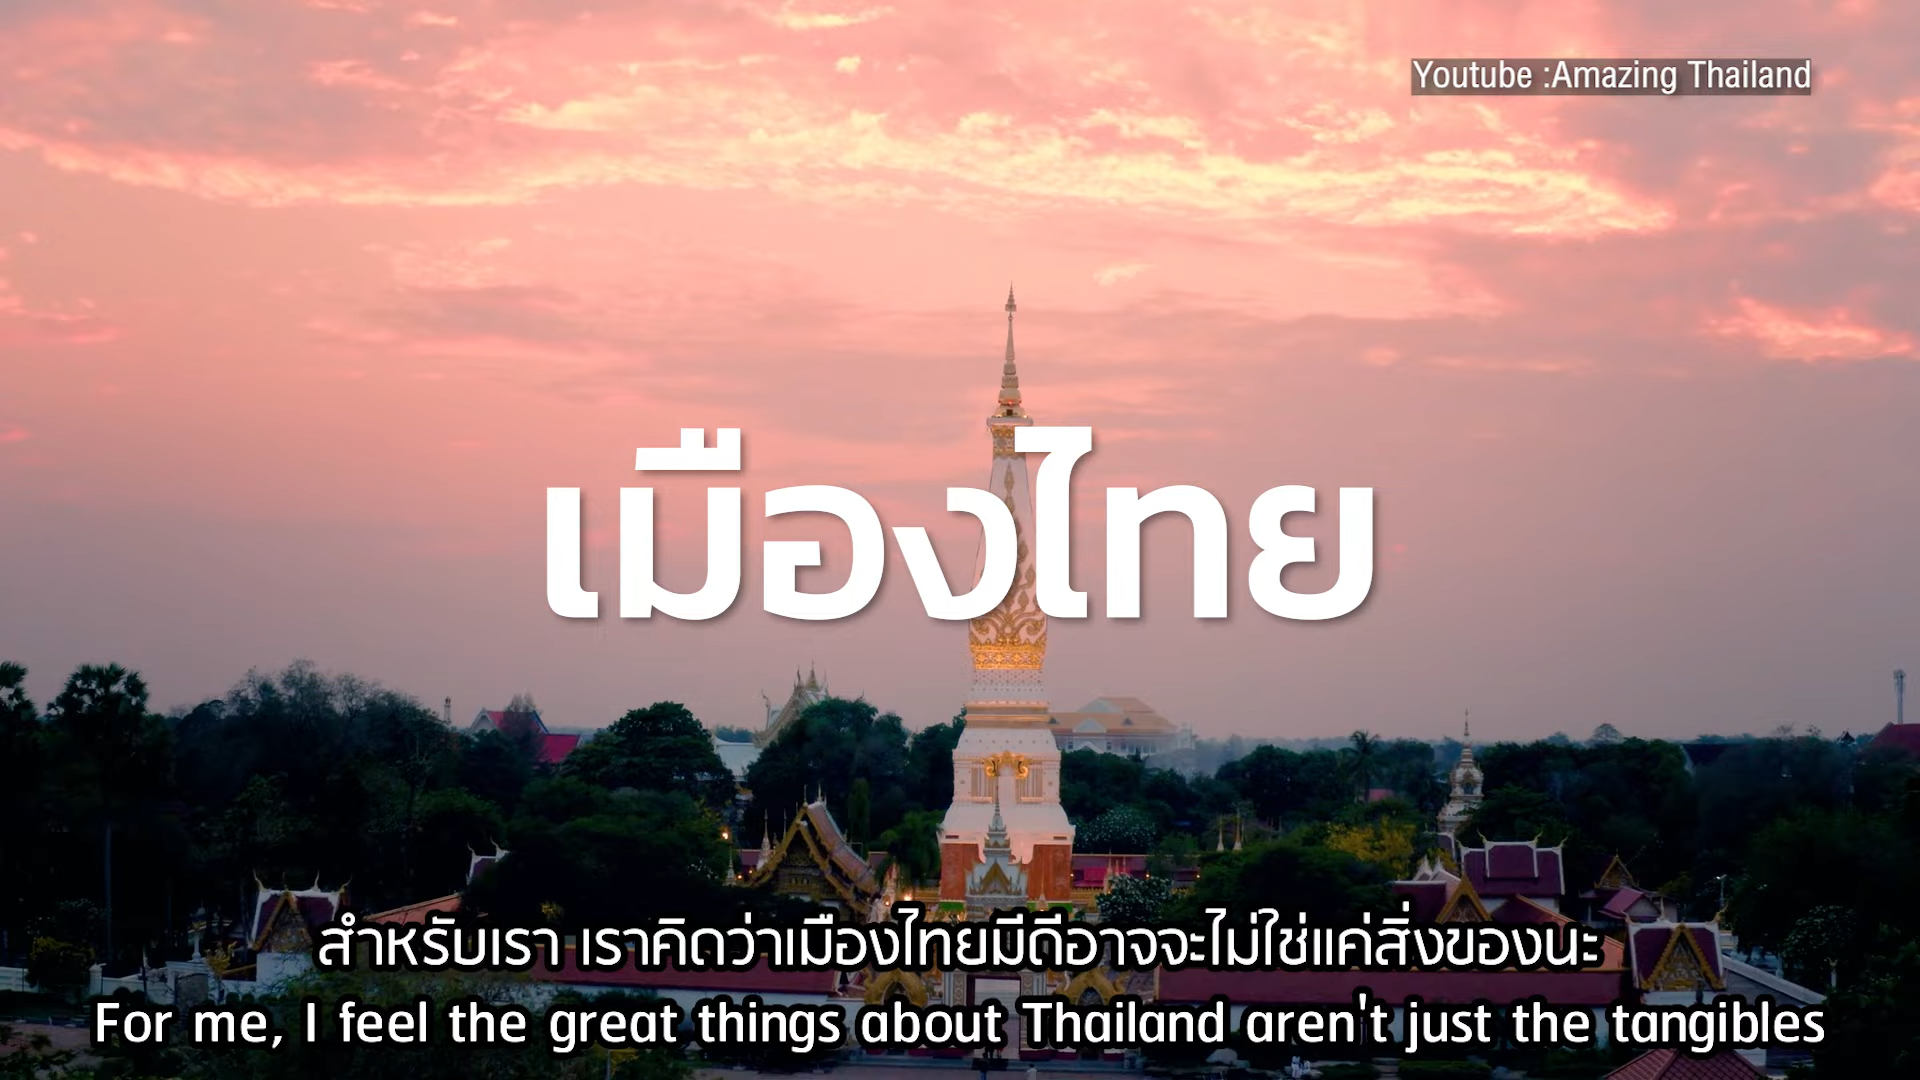 Youtube :Amazing Thailand
เมืองไทย
สำหรับเรา เราคิดว่าเมืองไทยมีดีอาจจะไม่ใช่แค่สิ่งของนะ
For me, I feel the great things about Thailand aren't just the tangibles